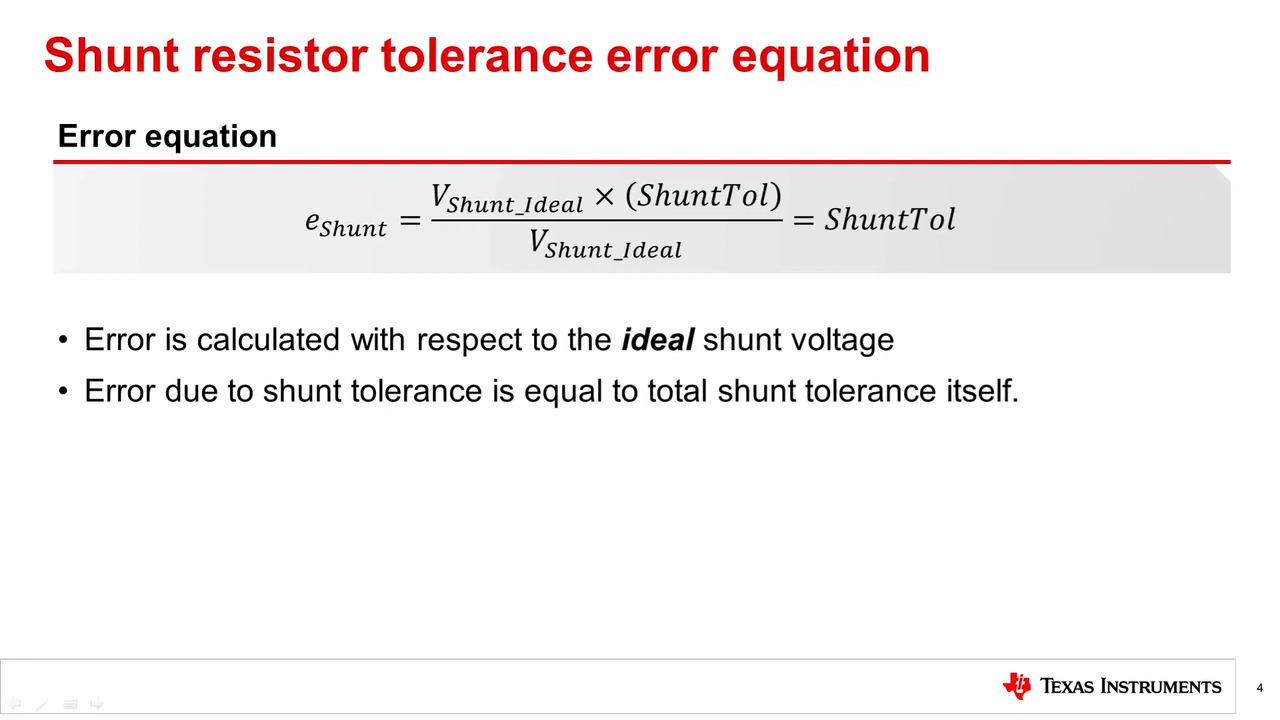 Shunt resistor tolerance error equation
Error equation
e_Shunt = V_Shunt_Ideal × (ShuntTol) / V_Shunt_Ideal = ShuntTol
• Error is calculated with respect to the ideal shunt voltage
• Error due to shunt tolerance is equal to total shunt tolerance itself.
TEXAS INSTRUMENTS
4